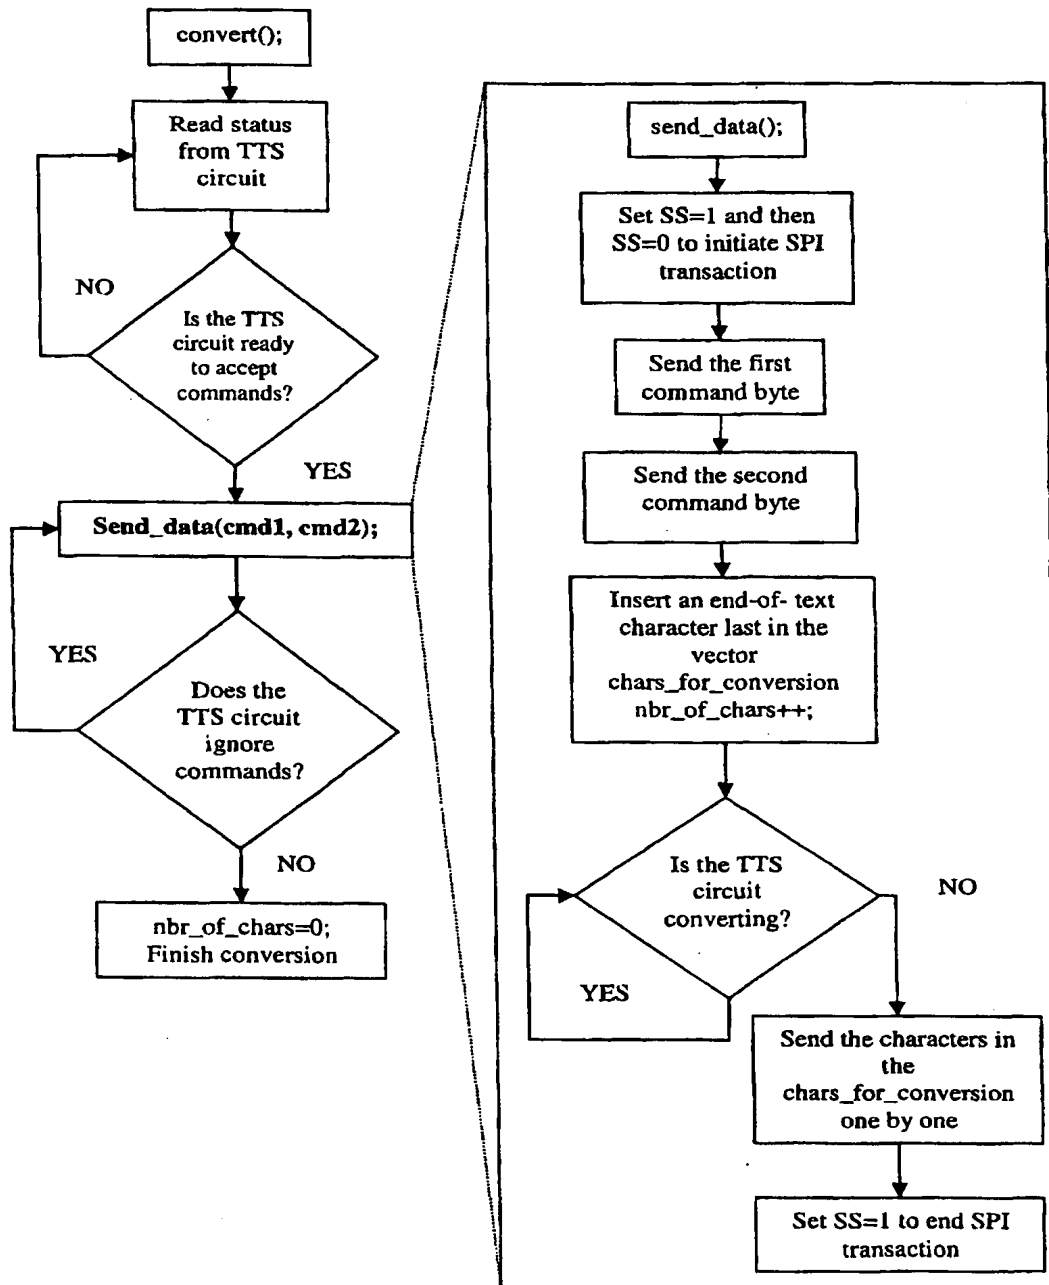 convert();
Read status
from TTS
circuit
NO
Is the TTS
circuit ready
to accept
commands?
YES
Send_data(cmd1, cmd2);
YES
Does the
TTS circuit
ignore
commands?
NO
nbr_of_chars=0;
Finish conversion
send_data();
Set SS=1 and then
SS=0 to initiate SPI
transaction
Send the first
command byte
Send the second
command byte
Insert an end-of- text
character last in the
vector
chars_for_conversion
nbr_of_chars++;
Is the TTS
circuit
converting?
NO
YES
Send the characters in
the
chars_for_conversion
one by one
Set SS=1 to end SPI
transaction